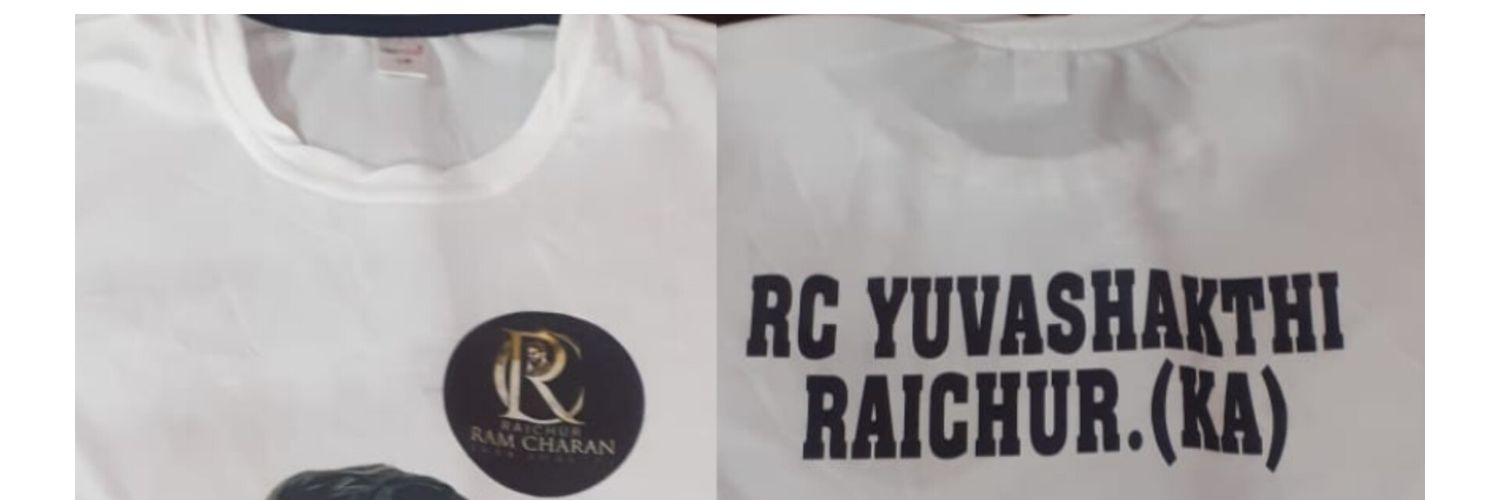 RC
RAICHUR
RAM CHARAN
RC YUVASHAKTHI
RAICHUR.(KA)